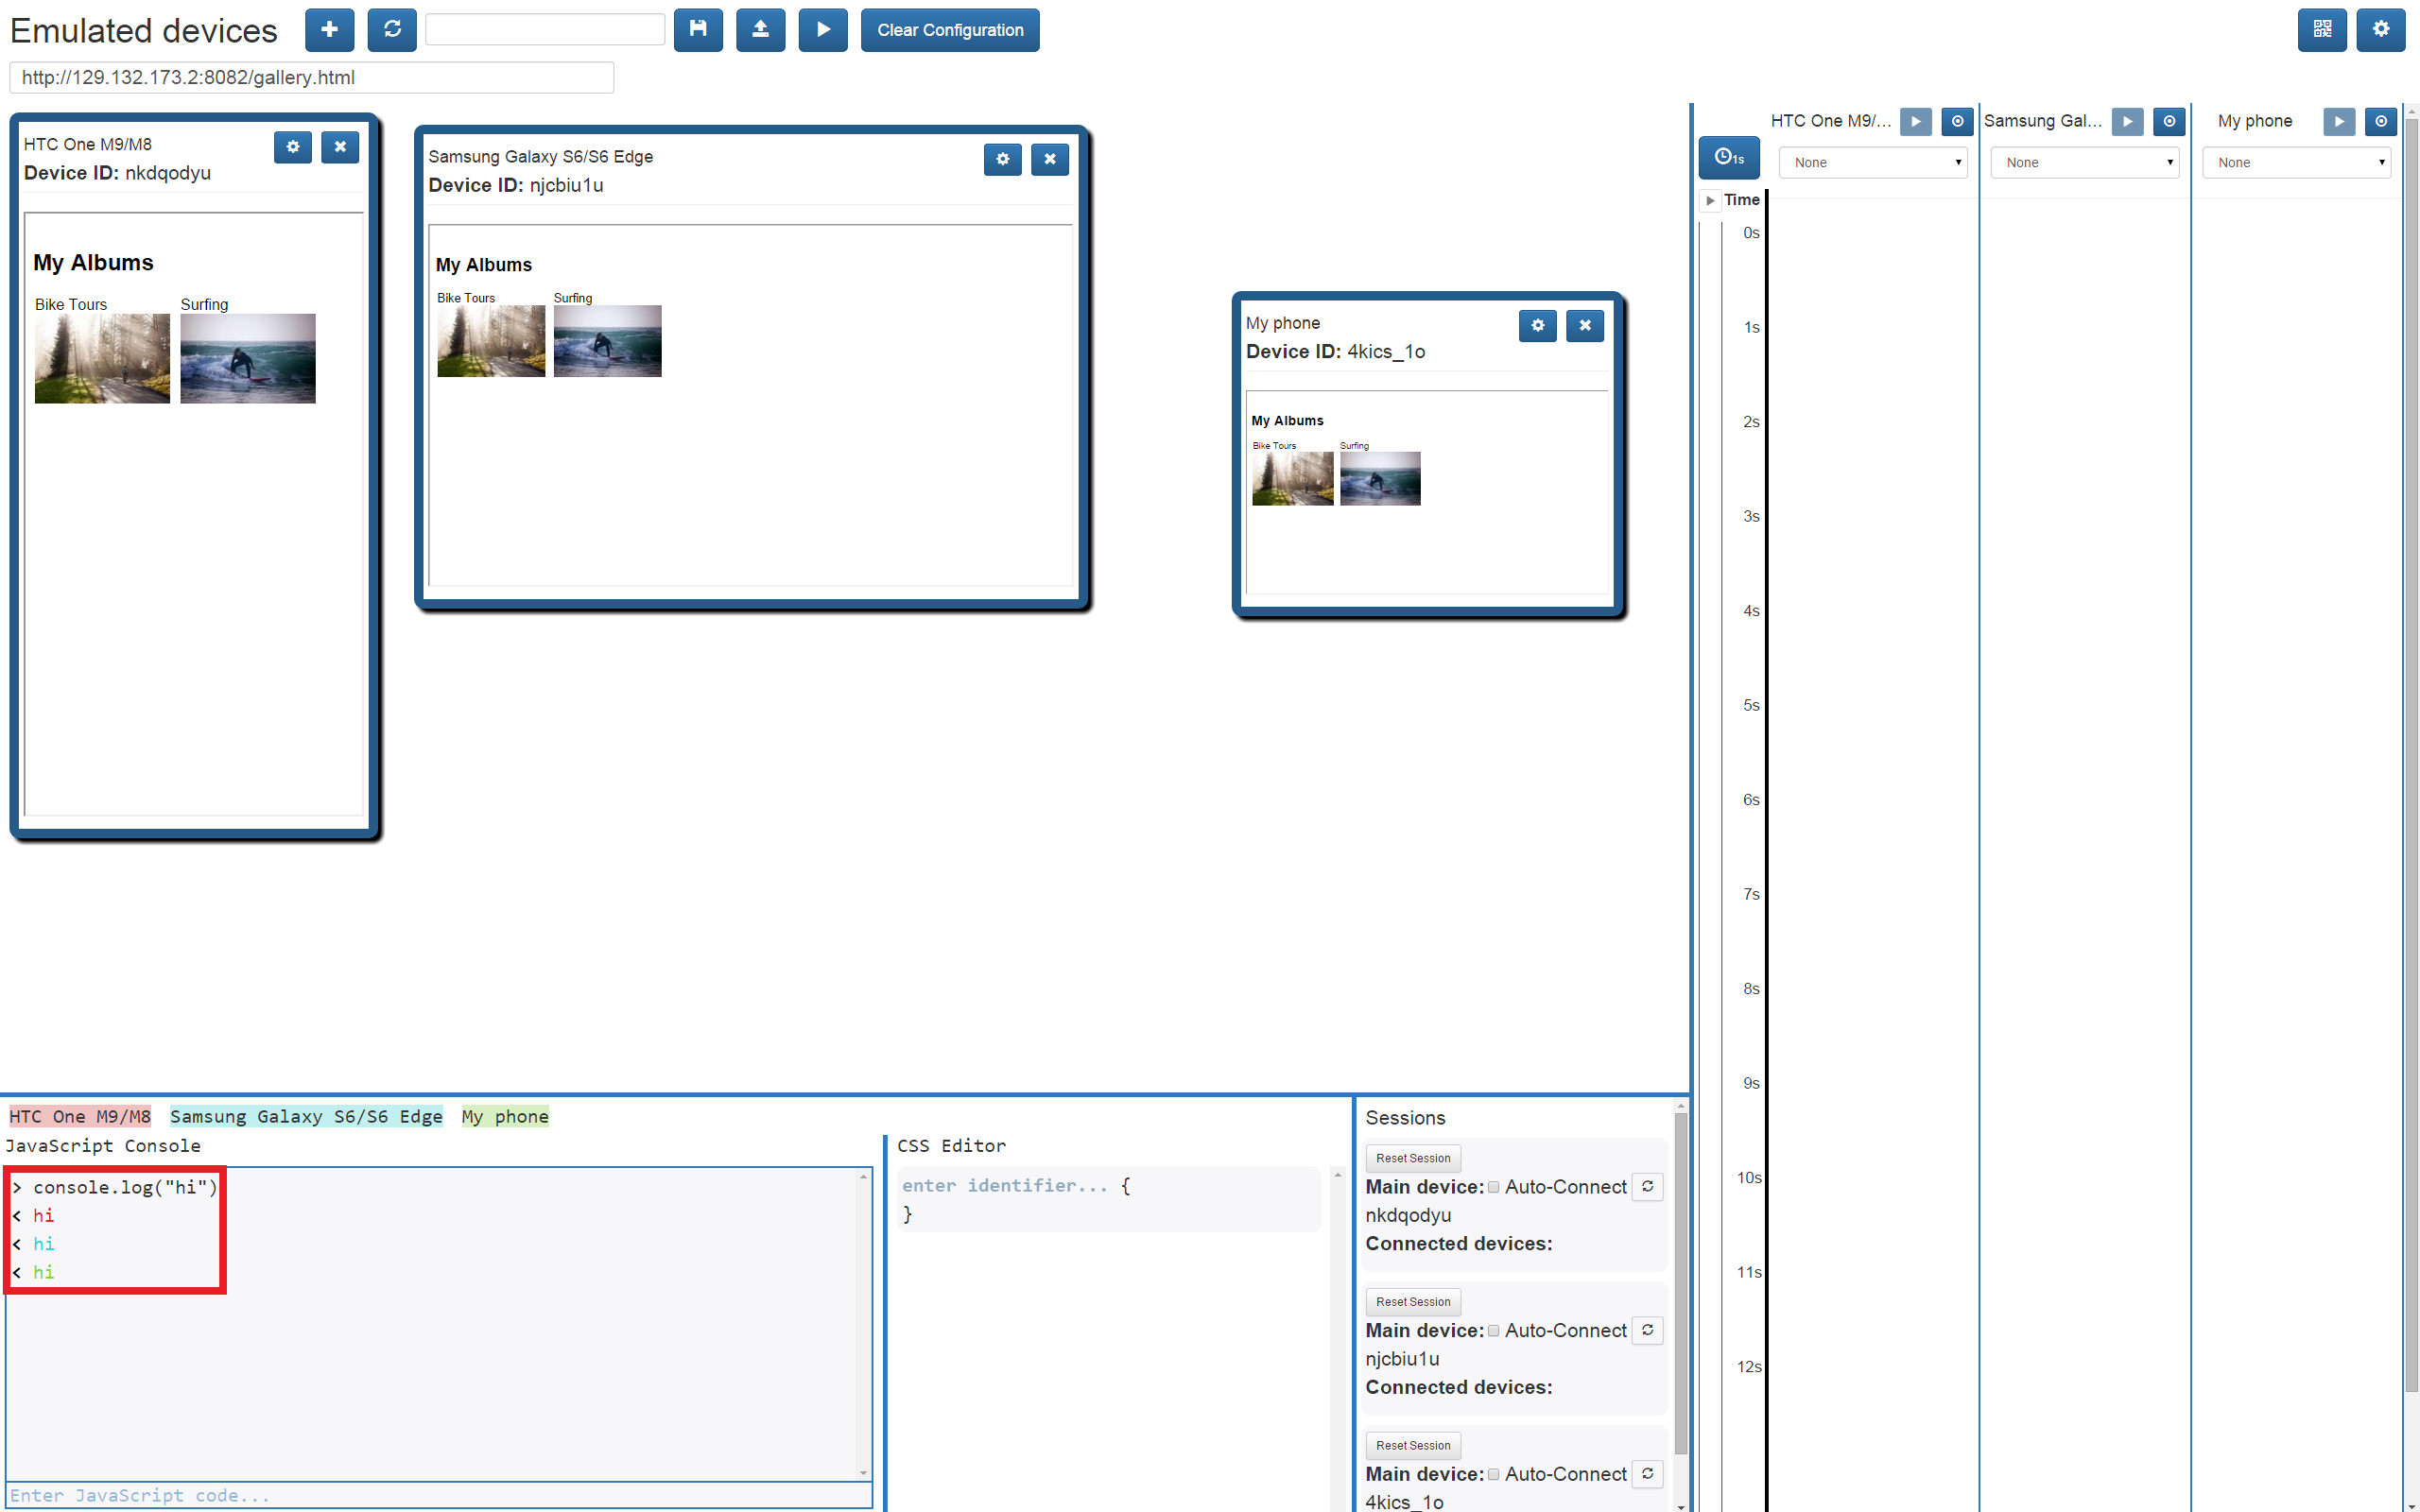 Emulated devices
Clear Configuration
http://129.132.173.2:8082/gallery.html
HTC One M9/M8
Device ID: nkdqodyu
My Albums
Bike Tours Surfing
Samsung Galaxy S6/S6 Edge
Device ID: njcbiu1u
My Albums
Bike Tours Surfing
My phone
Device ID: 4kics_1o
My Albums
Bike Tours Surfing
HTC One M9/... Samsung Gal... My phone
1s None None None
Time
0s
1s
2s
3s
4s
5s
6s
7s
8s
9s
10s
11s
12s
HTC One M9/M8 Samsung Galaxy S6/S6 Edge My phone
JavaScript Console
> console.log("hi")
< hi
< hi
< hi
Enter JavaScript code...
CSS Editor
enter identifier... {
}
Sessions
Reset Session
Main device: Auto-Connect
nkdqodyu
Connected devices:
Reset Session
Main device: Auto-Connect
njcbiu1u
Connected devices:
Reset Session
Main device: Auto-Connect
4kics_1o